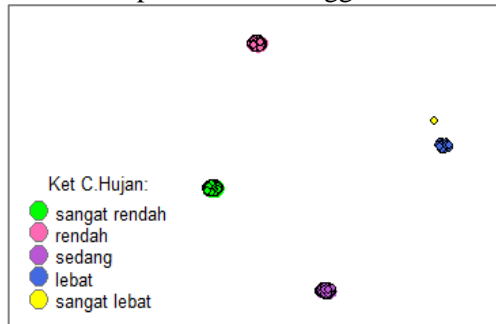 Ket C.Hujan:
sangat rendah
rendah
sedang
lebat
sangat lebat